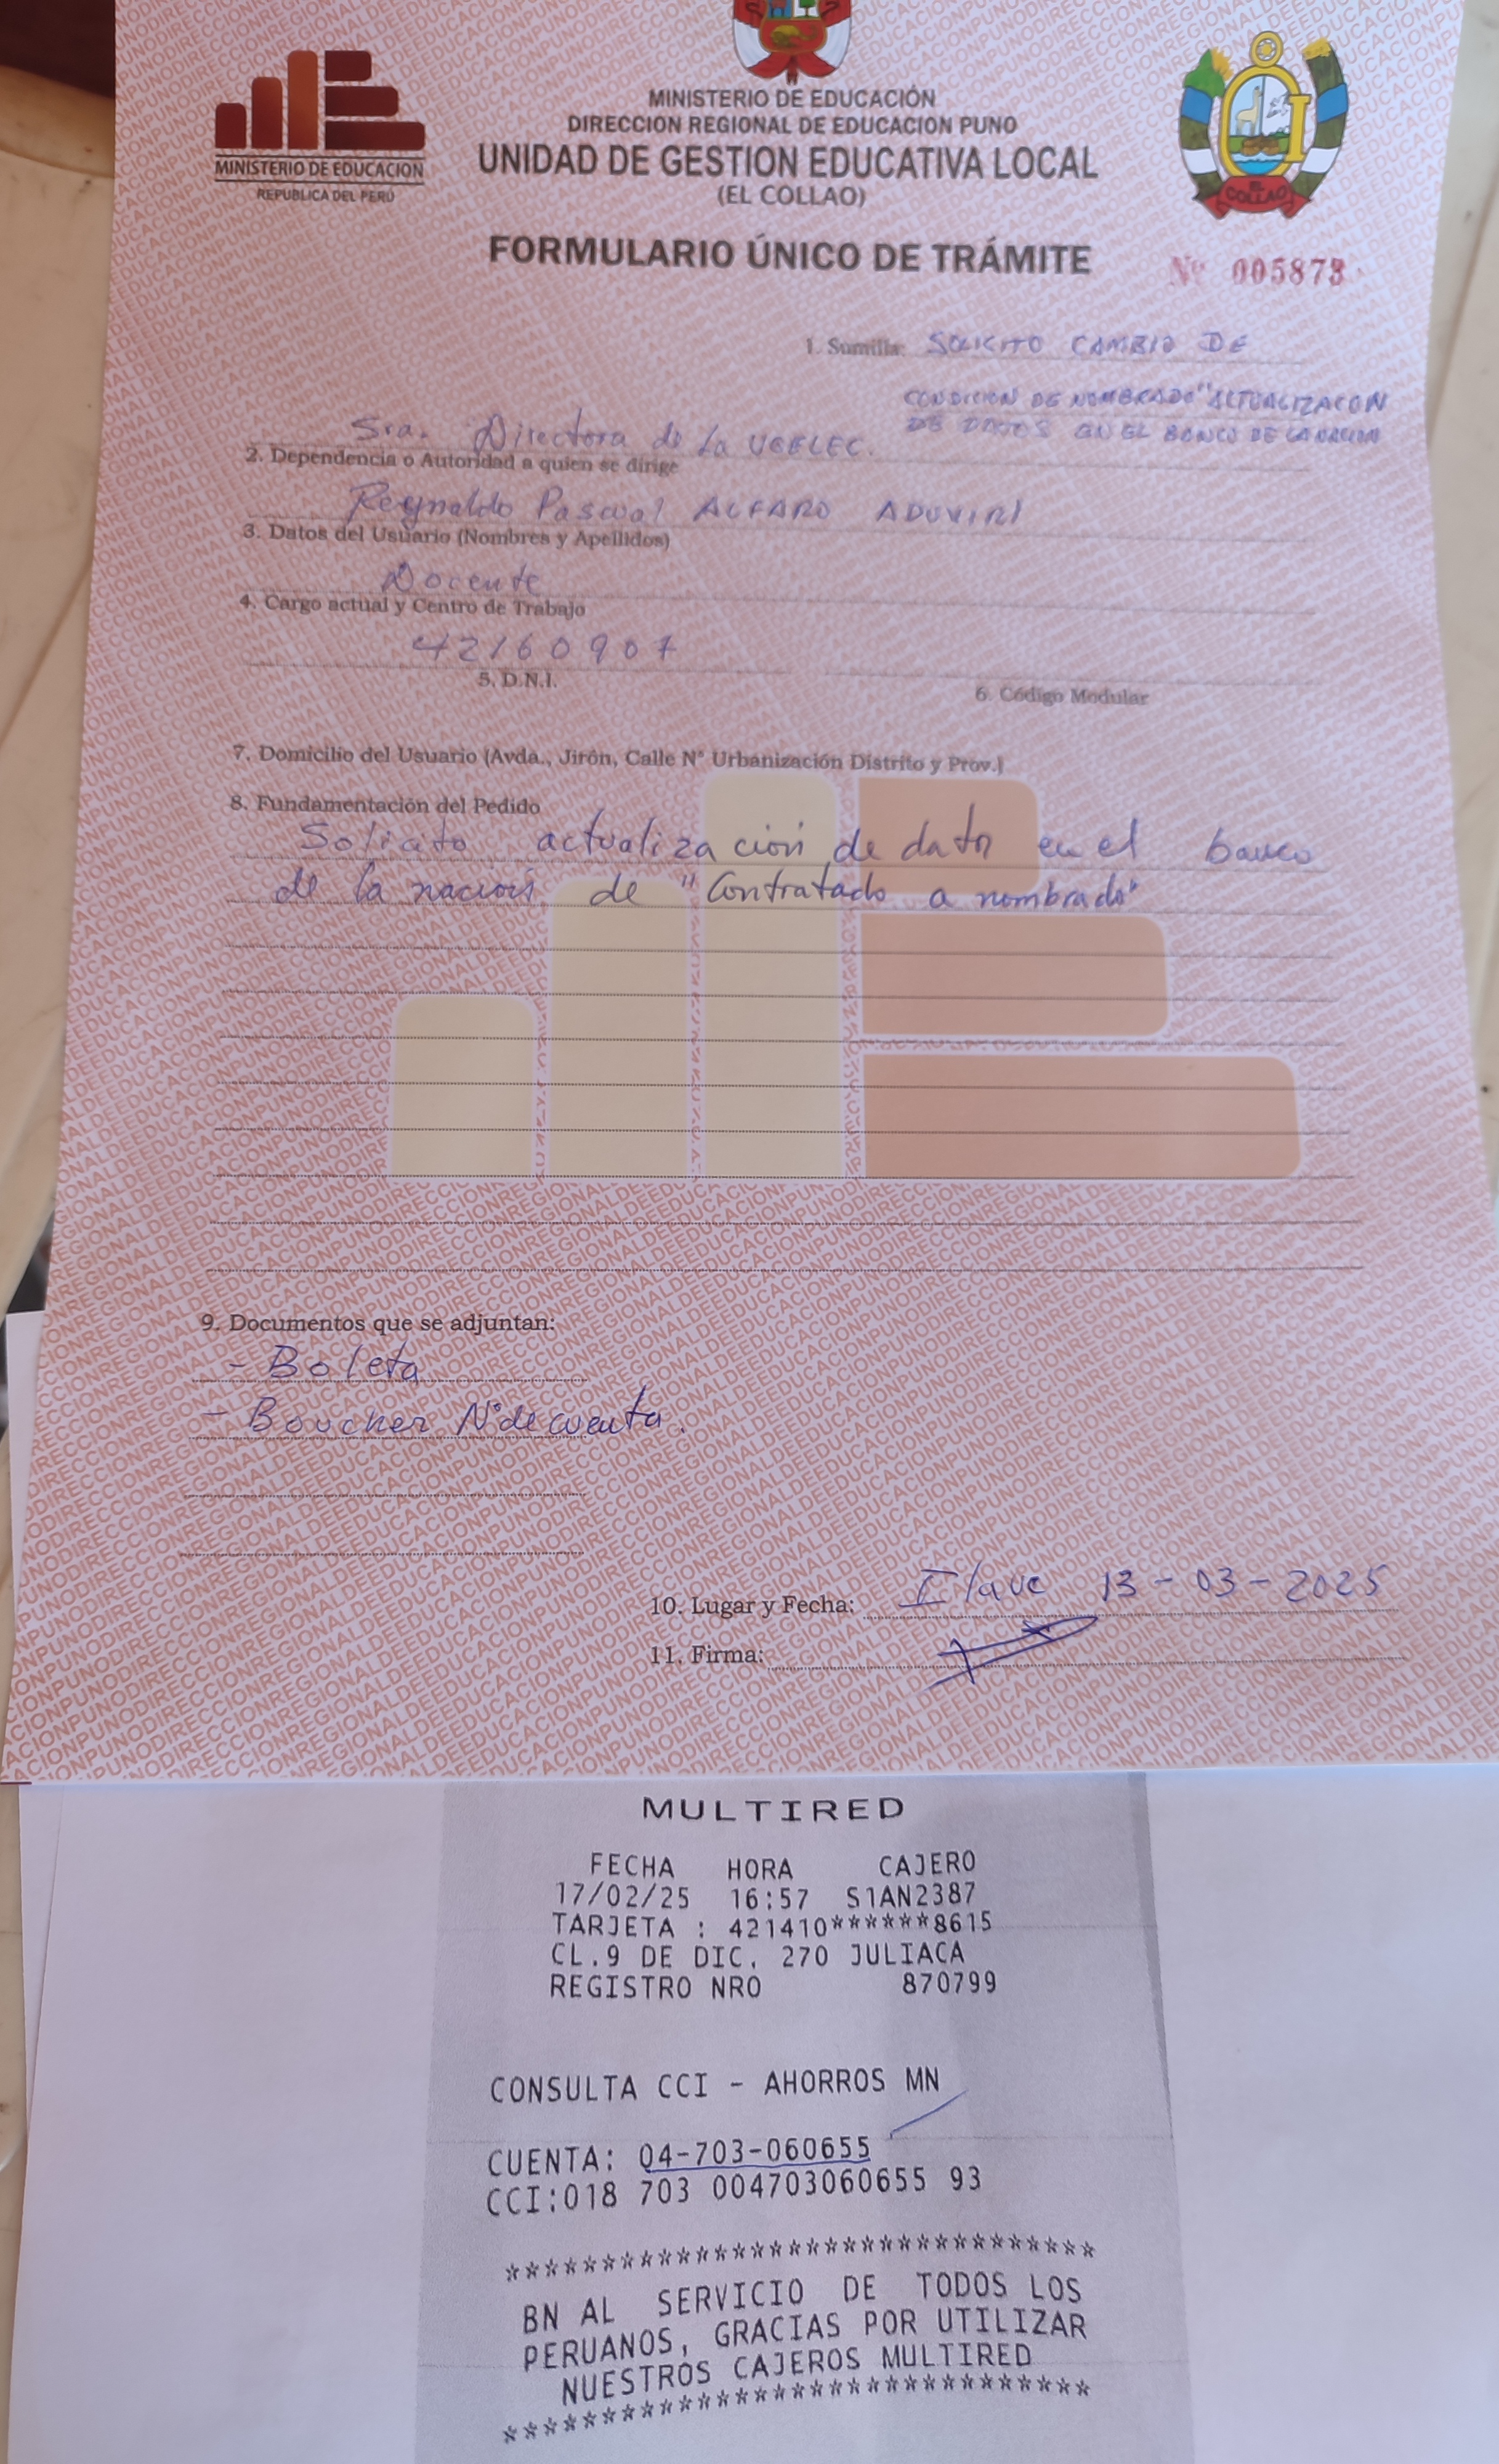 MINISTERIO DE EDUCACION
REPUBLICA DEL PERÚ
MINISTERIO DE EDUCACIÓN
DIRECCION REGIONAL DE EDUCACION PUNO
UNIDAD DE GESTION EDUCATIVA LOCAL
(EL COLLAO)
EL COLLAO
FORMULARIO ÚNICO DE TRÁMITE
Nº 005873
1. Sumilla: SOLICITO CAMBIO DE
CONDICION DE NOMBRADO "ACTUALIZACON
DE DATOS EN EL BANCO DE LA NACION
Sra. Directora de la UGELEC.
2. Dependencia o Autoridad a quien se dirige
Reynaldo Pascual ALFARO ADUVIRI
3. Datos del Usuario (Nombres y Apellidos)
Docente
4. Cargo actual y Centro de Trabajo
42160907
5. D.N.I.
6. Código Modular
7. Domicilio del Usuario (Avda., Jirón, Calle N° Urbanización Distrito y Prov.)
8. Fundamentación del Pedido
Solicito actualización de dato en el banco
de la nación de "Contratado a nombrado"
9. Documentos que se adjuntan:
- Boleta
- Boucher N° de cuenta.
10. Lugar y Fecha: Ilave 13-03-2025
11. Firma:
MULTIRED
FECHA HORA CAJERO
17/02/25 16:57 S1AN2387
TARJETA : 421410******8615
CL.9 DE DIC. 270 JULIACA
REGISTRO NRO 870799
CONSULTA CCI - AHORROS MN
CUENTA: 04-703-060655
CCI:018 703 004703060655 93
********************************
BN AL SERVICIO DE TODOS LOS
PERUANOS, GRACIAS POR UTILIZAR
NUESTROS CAJEROS MULTIRED
********************************